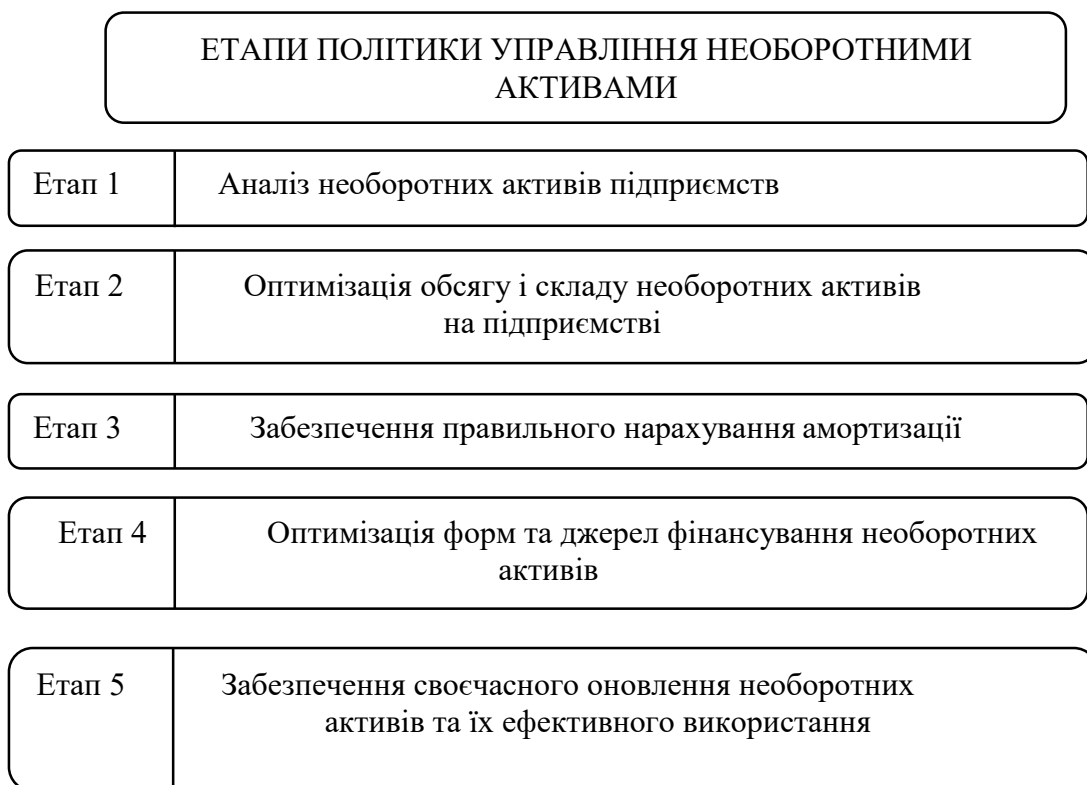 ЕТАПИ ПОЛІТИКИ УПРАВЛІННЯ НЕОБОРОТНИМИ
АКТИВАМИ
Етап 1 Аналіз необоротних активів підприємств
Етап 2 Оптимізація обсягу і складу необоротних активів
на підприємстві
Етап 3 Забезпечення правильного нарахування амортизації
Етап 4 Оптимізація форм та джерел фінансування необоротних
активів
Етап 5 Забезпечення своєчасного оновлення необоротних
активів та їх ефективного використання